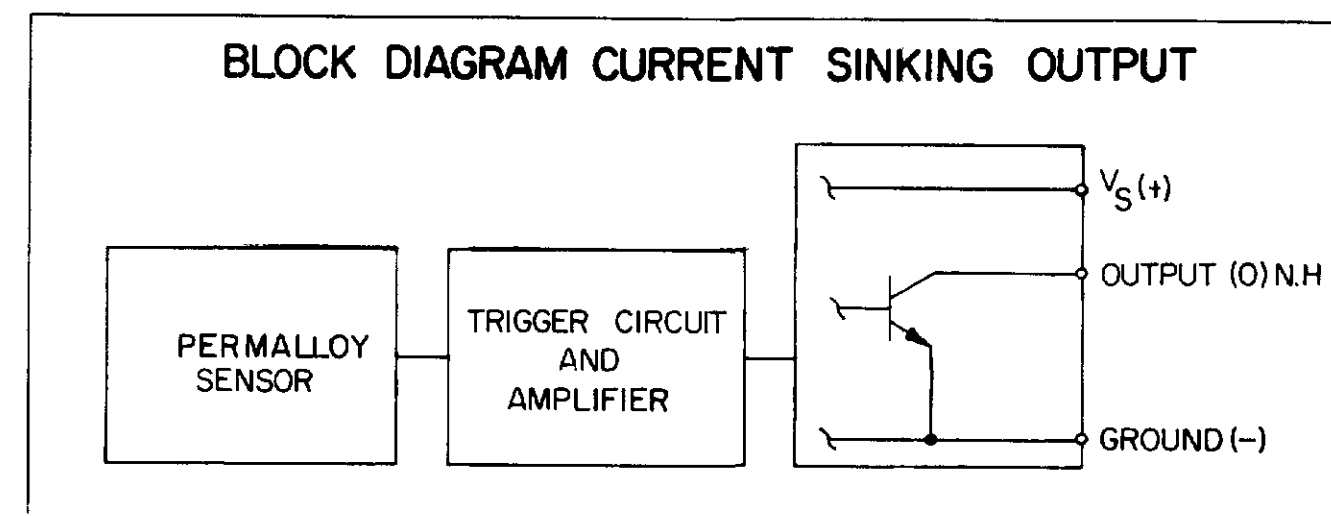 BLOCK DIAGRAM CURRENT SINKING OUTPUT
VS (+)
OUTPUT (O) N.H
PERMALLOY
SENSOR
TRIGGER CIRCUIT
AND
AMPLIFIER
GROUND (-)